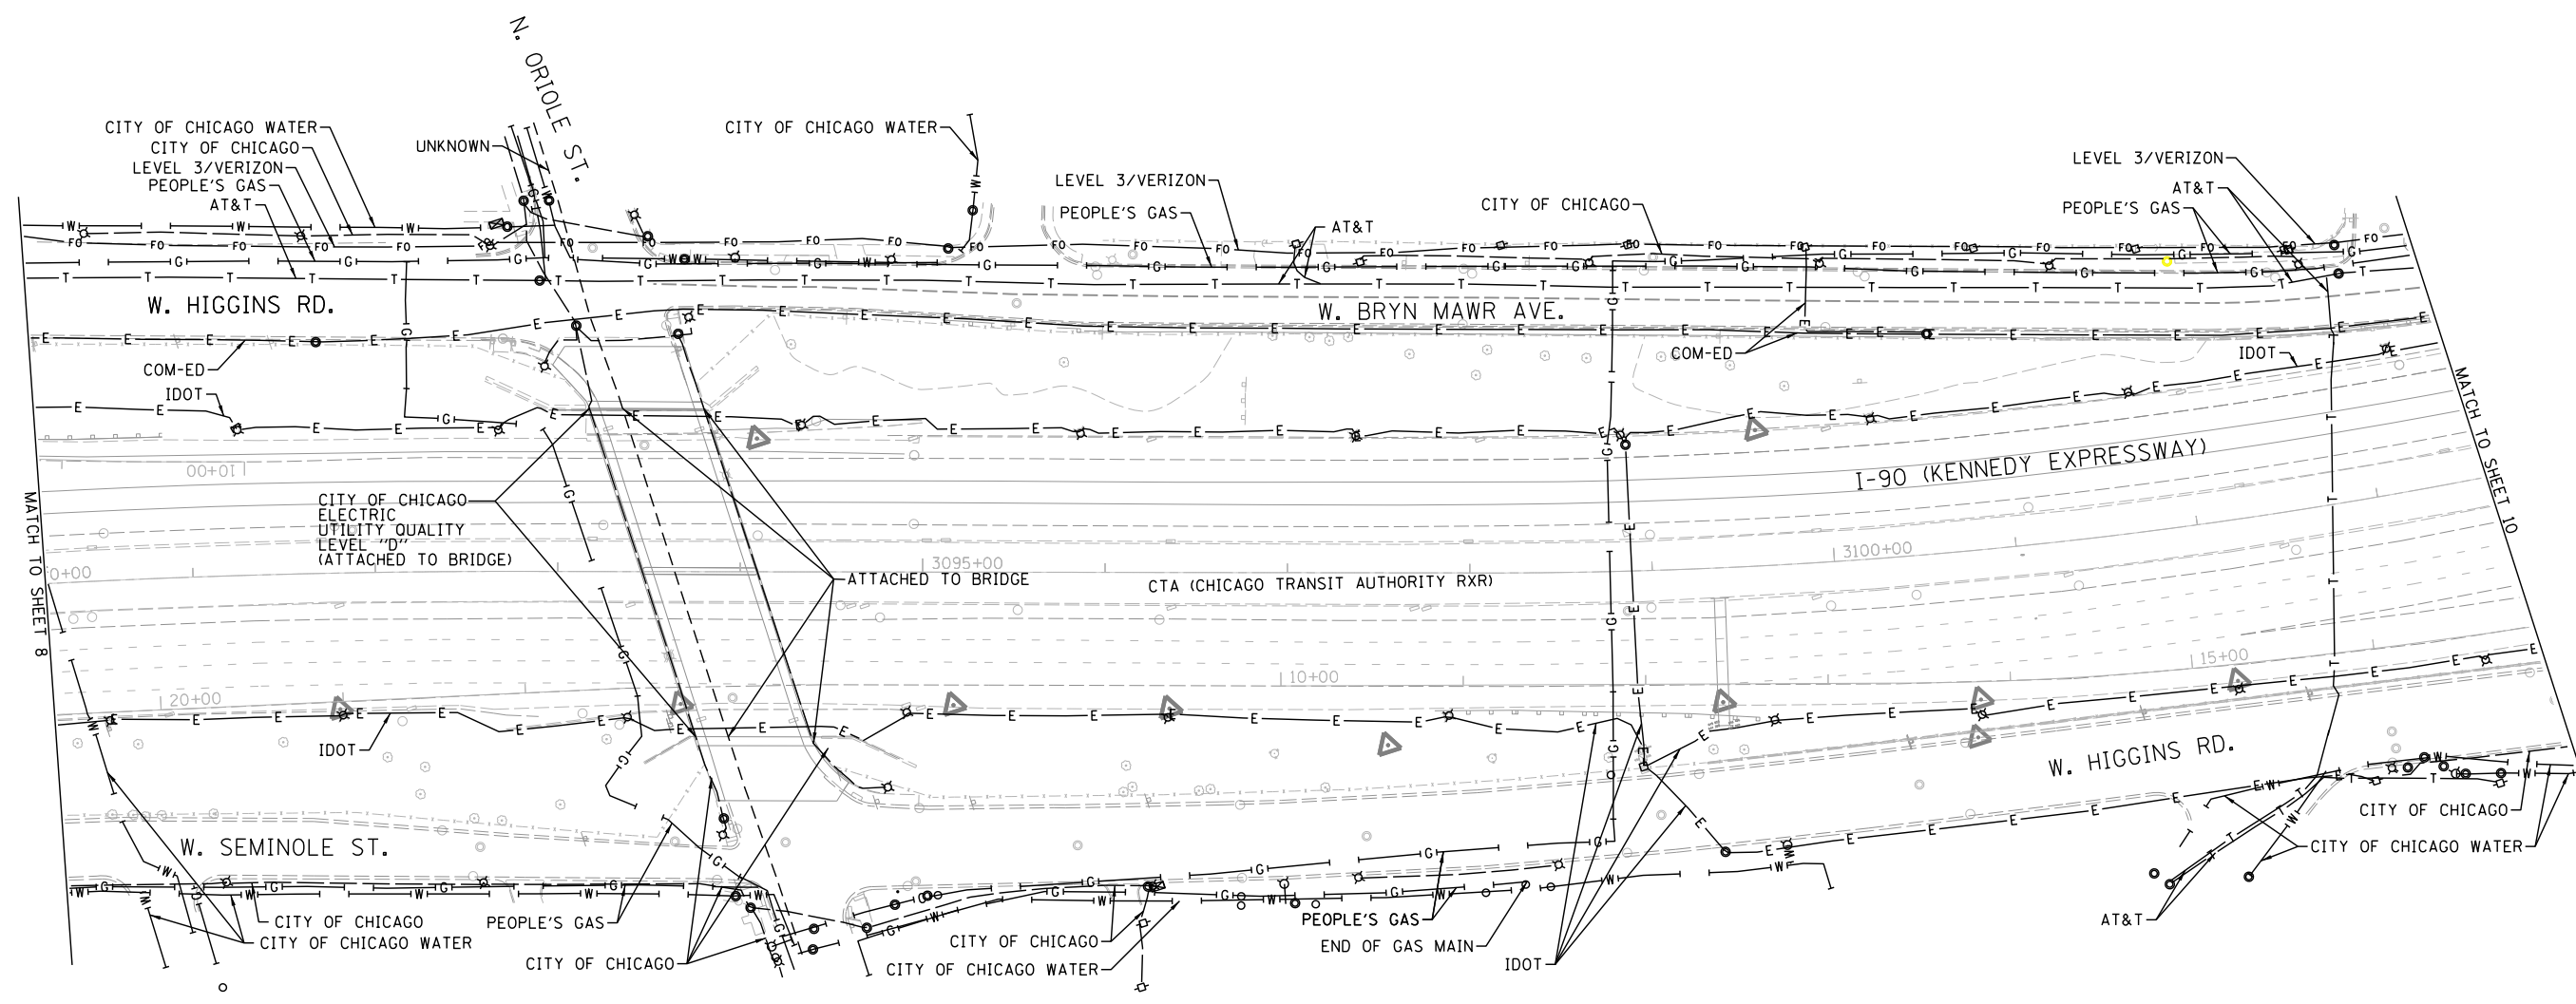 N. ORIOLE ST.
CITY OF CHICAGO WATER
CITY OF CHICAGO
LEVEL 3/VERIZON
PEOPLE'S GAS
AT&T
UNKNOWN
CITY OF CHICAGO WATER
LEVEL 3/VERIZON
PEOPLE'S GAS
AT&T
CITY OF CHICAGO
LEVEL 3/VERIZON
AT&T
PEOPLE'S GAS
W. HIGGINS RD.
W. BRYN MAWR AVE.
COM-ED
IDOT
COM-ED
IDOT
MATCH TO SHEET 8
MATCH TO SHEET 10
10+00
I-90 (KENNEDY EXPRESSWAY)
CITY OF CHICAGO
ELECTRIC
UTILITY QUALITY
LEVEL "D"
(ATTACHED TO BRIDGE)
0+00
3095+00
3100+00
ATTACHED TO BRIDGE
CTA (CHICAGO TRANSIT AUTHORITY RXR)
20+00
10+00
15+00
IDOT
W. HIGGINS RD.
W. SEMINOLE ST.
CITY OF CHICAGO
CITY OF CHICAGO WATER
PEOPLE'S GAS
CITY OF CHICAGO
CITY OF CHICAGO
CITY OF CHICAGO WATER
PEOPLE'S GAS
END OF GAS MAIN
IDOT
CITY OF CHICAGO
CITY OF CHICAGO WATER
AT&T